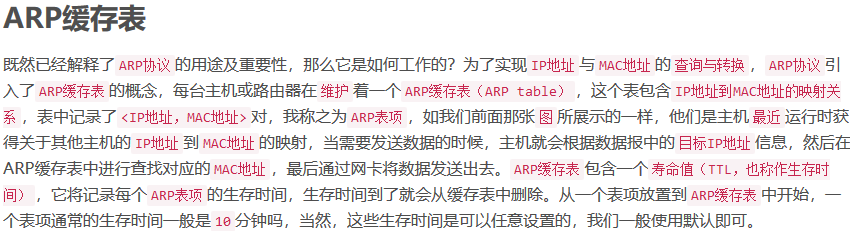 ARP缓存表
既然已经解释了 ARP协议 的用途及重要性，那么它是如何工作的？为了实现 IP地址 与 MAC地址 的 查询与转换 ，ARP协议 引
入了 ARP缓存表 的概念，每台主机或路由器在 维护 着一个 ARP缓存表（ARP table） ，这个表包含 IP地址到MAC地址的映射关
系 ，表中记录了 <IP地址，MAC地址> 对，我称之为 ARP表项 ，如我们前面那张 图 所展示的一样，他们是主机 最近 运行时获
得关于其他主机的 IP地址 到 MAC地址 的映射，当需要发送数据的时候，主机就会根据数据报中的 目标IP地址 信息，然后在
ARP缓存表中进行查找对应的 MAC地址 ，最后通过网卡将数据发送出去。 ARP缓存表 包含一个 寿命值（TTL，也称作生存时
间） ，它将记录每个 ARP表项 的生存时间，生存时间到了就会从缓存表中删除。从一个表项放置到 ARP缓存表 中开始，一
个表项通常的生存时间一般是 10 分钟吗，当然，这些生存时间是可以任意设置的，我们一般使用默认即可。